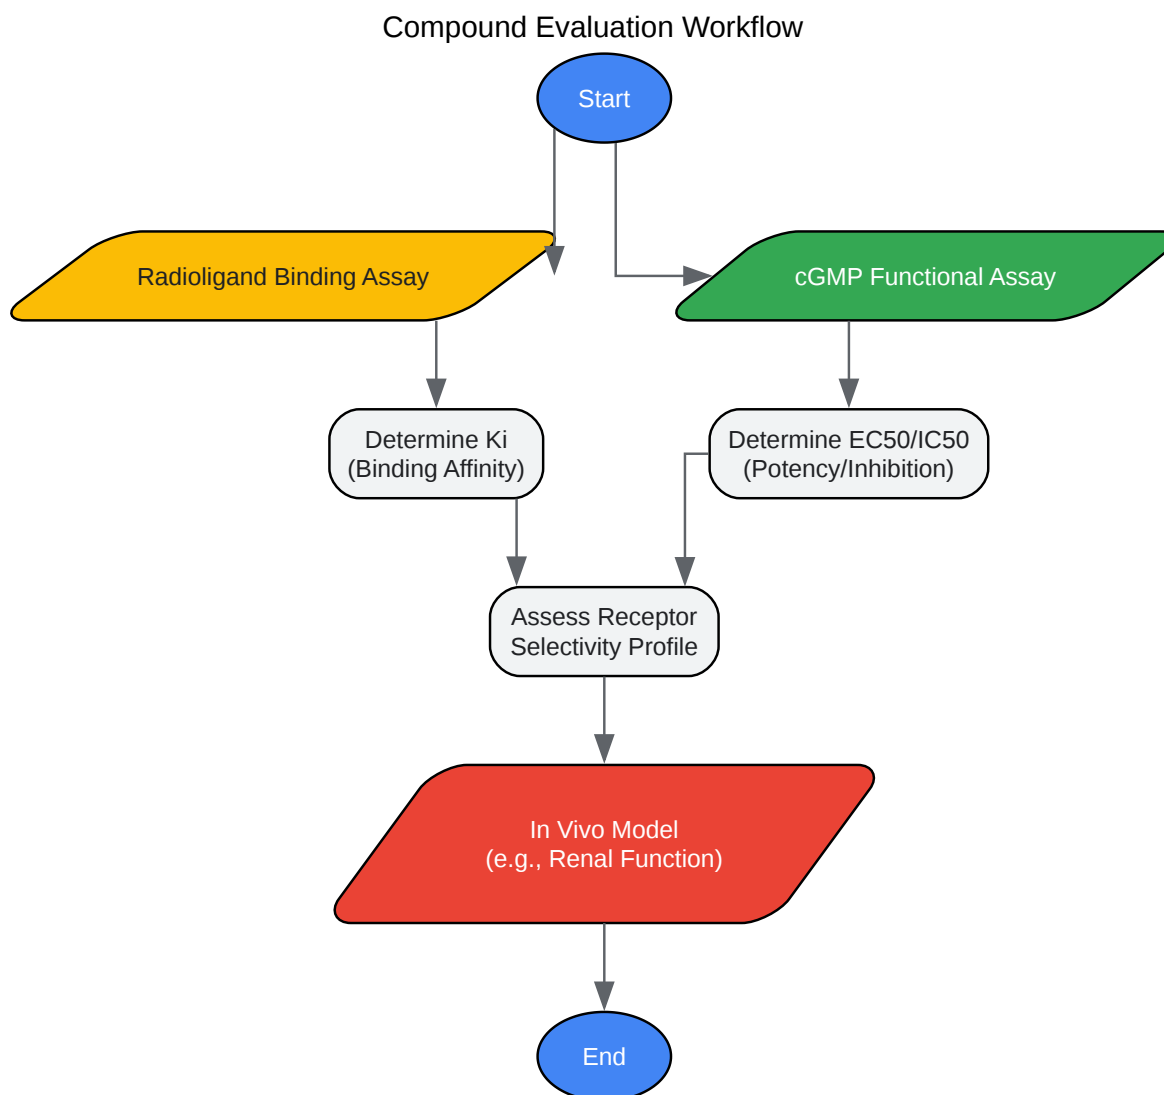 Compound Evaluation Workflow
Start
Radioligand Binding Assay
cGMP Functional Assay
Determine Ki
(Binding Affinity)
Determine EC50/IC50
(Potency/Inhibition)
Assess Receptor
Selectivity Profile
In Vivo Model
(e.g., Renal Function)
End